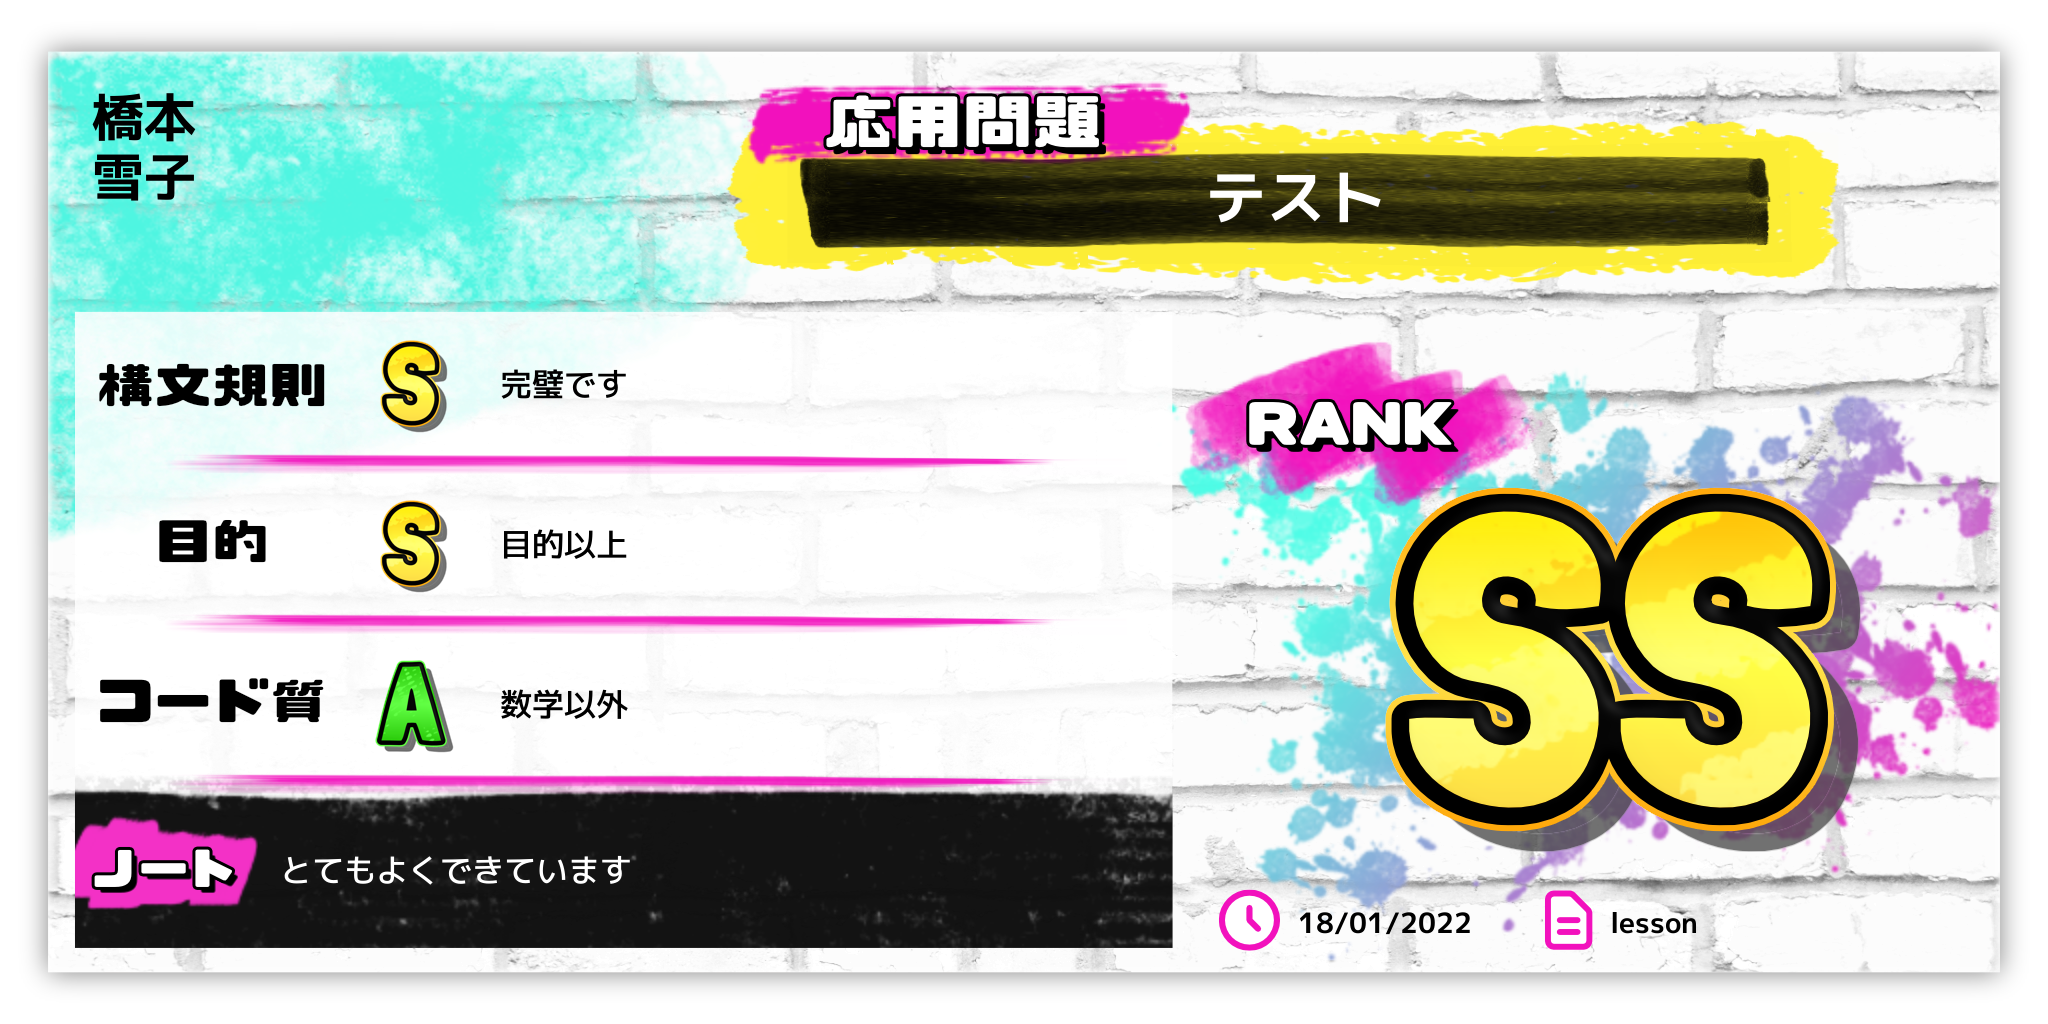 橋本
雪子
応用問題
テスト
構文規則 S 完璧です
目的 S 目的以上
コード質 A 数学以外
ノート とてもよくできています
RANK
SS
18/01/2022 lesson